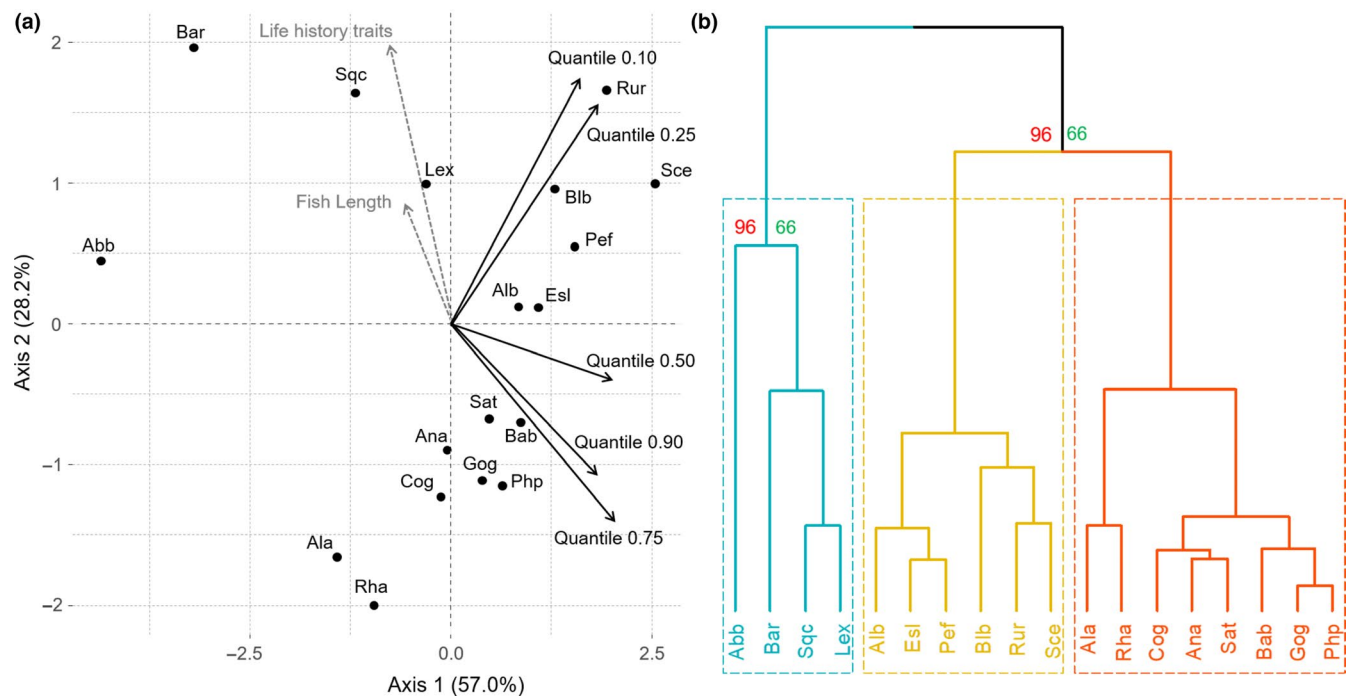 (a)
Bar
Life history traits
Quantile 0.10
Sqc
Rur
Quantile 0.25
Lex
Sce
Blb
Fish Length
Abb
Pef
Alb
Esl
Quantile 0.50
Sat
Bab
Ana
Quantile 0.90
Gog
Cog
Php
Quantile 0.75
Ala
Rha
2
1
0
−1
−2
Axis 2 (28.2%)
−2.5 0.0 2.5
Axis 1 (57.0%)
(b)
96 66
96 66
Abb
Bar
Sqc
Lex
Alb
Esl
Pef
Blb
Rur
Sce
Ala
Rha
Cog
Ana
Sat
Bab
Gog
Php